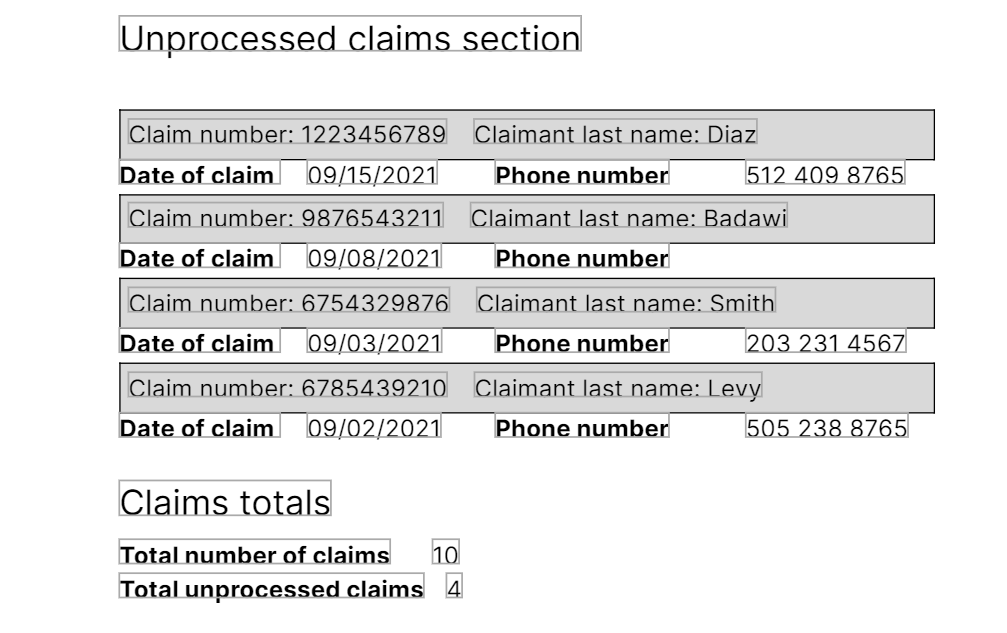 Unprocessed claims section
Claim number: 1223456789 Claimant last name: Diaz
Date of claim 09/15/2021 Phone number 512 409 8765
Claim number: 9876543211 Claimant last name: Badawi
Date of claim 09/08/2021 Phone number
Claim number: 6754329876 Claimant last name: Smith
Date of claim 09/03/2021 Phone number 203 231 4567
Claim number: 6785439210 Claimant last name: Levy
Date of claim 09/02/2021 Phone number 505 238 8765
Claims totals
Total number of claims 10
Total unprocessed claims 4